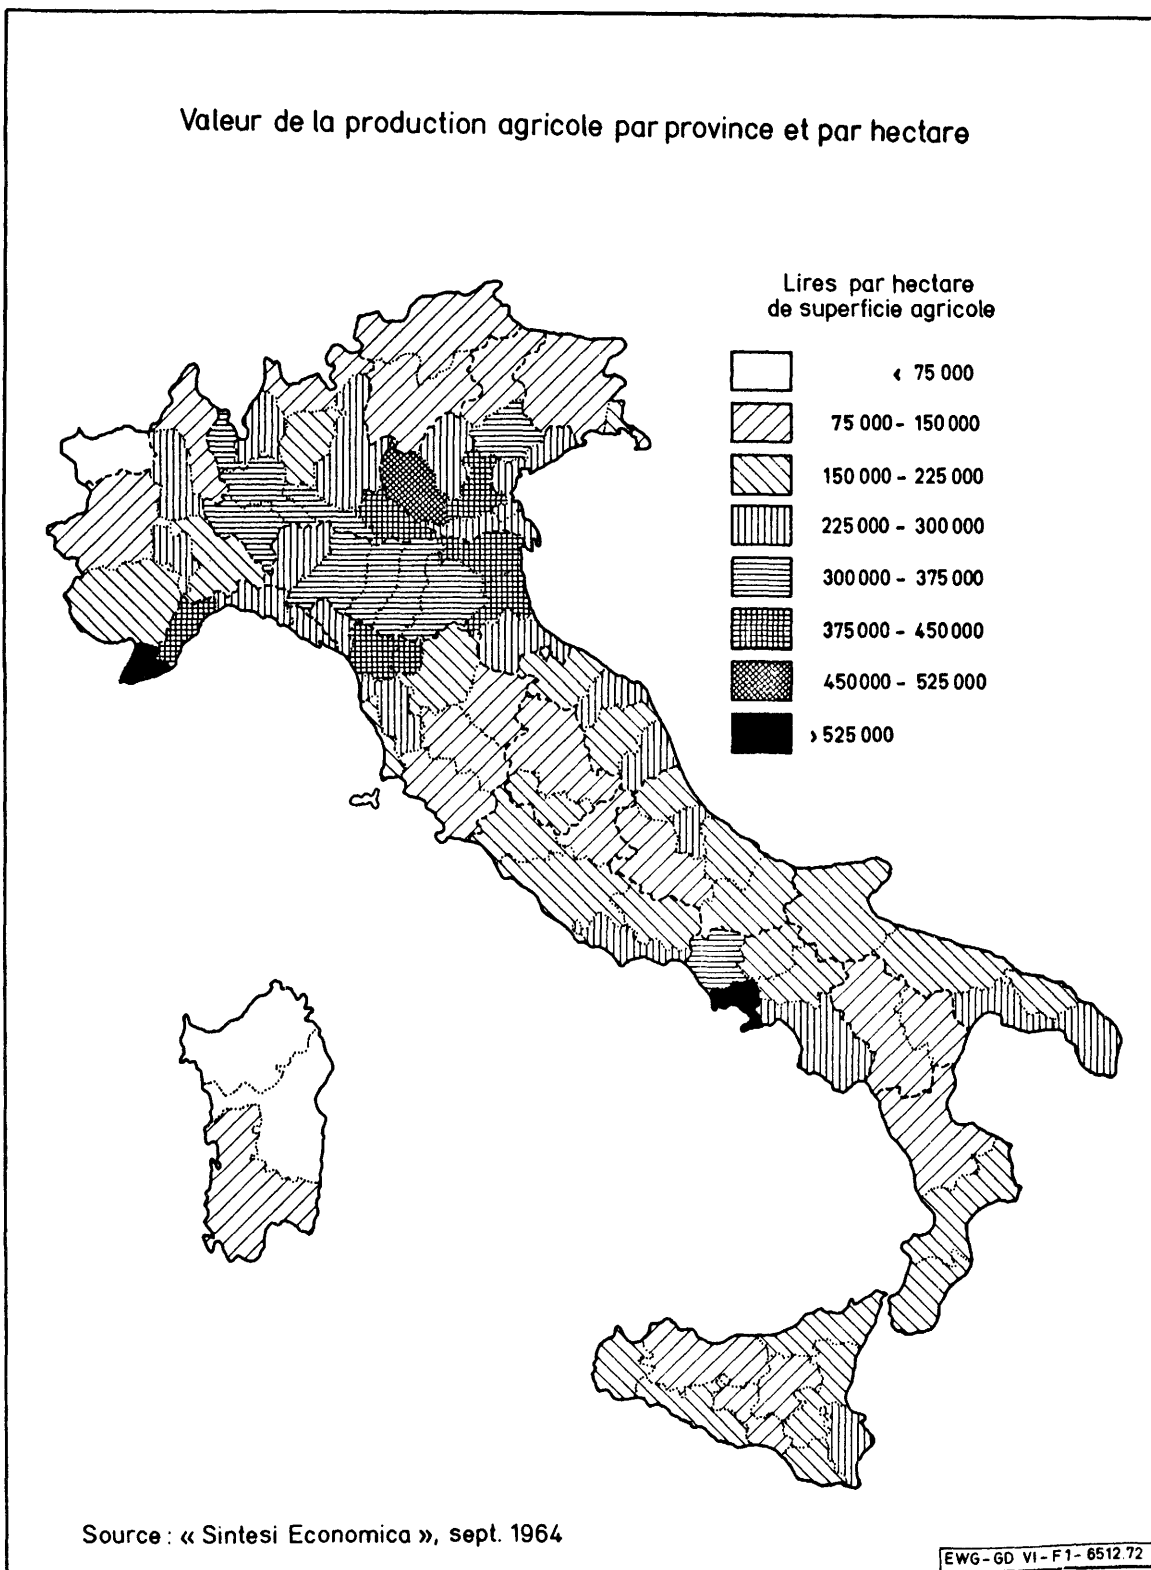 Valeur de la production agricole par province et par hectare
Lires par hectare
de superficie agricole
< 75 000
75 000 - 150 000
150 000 - 225 000
225 000 - 300 000
300 000 - 375 000
375 000 - 450 000
450 000 - 525 000
> 525 000
Source : « Sintesi Economica », sept. 1964
EWG-GD VI-F1-6512.72